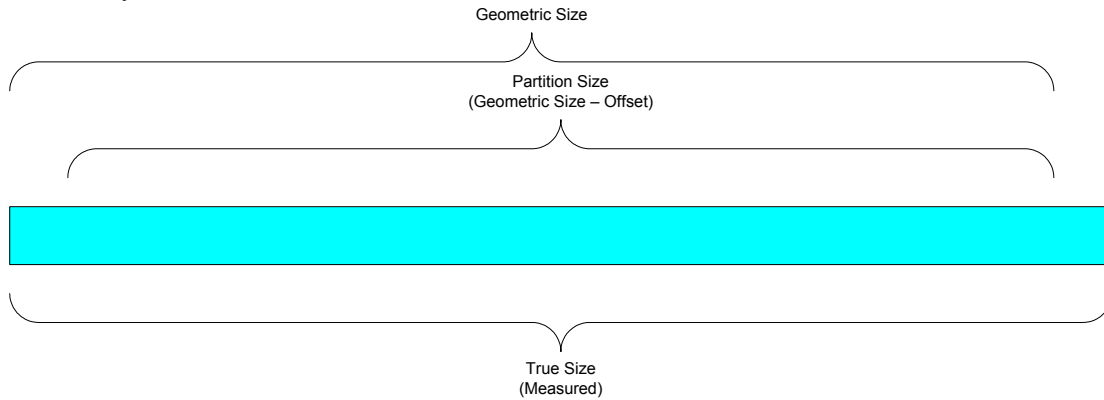 Geometric Size
Partition Size
(Geometric Size – Offset)
True Size
(Measured)